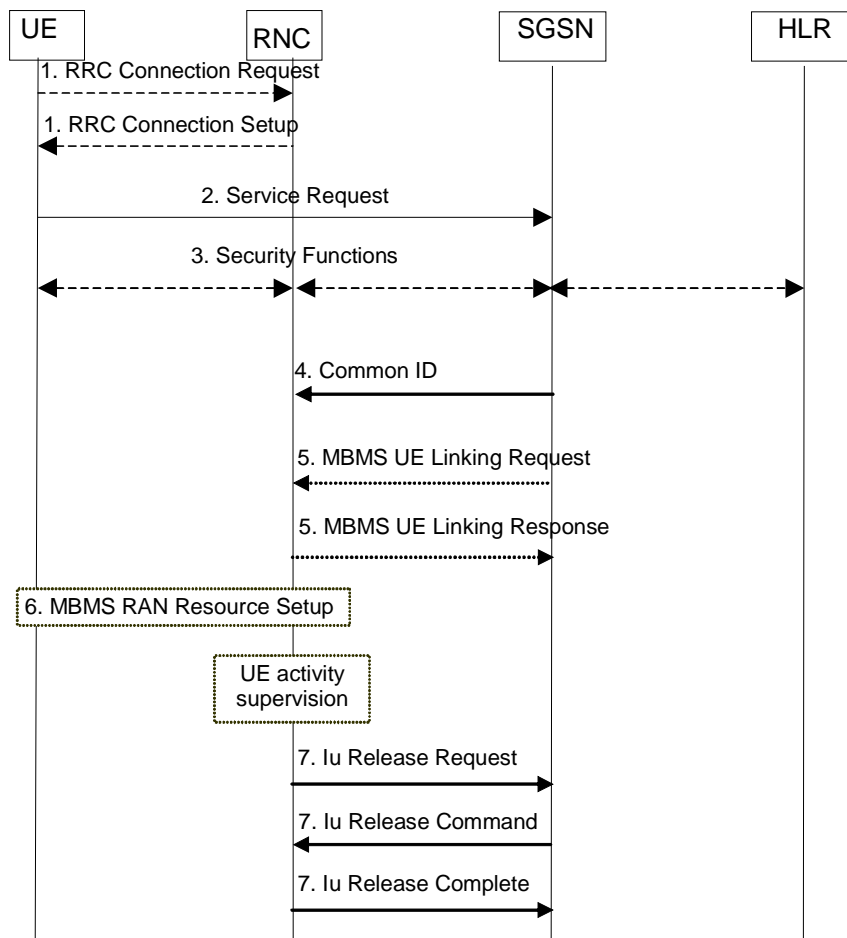 UE
RNC
SGSN
HLR
1. RRC Connection Request
1. RRC Connection Setup
2. Service Request
3. Security Functions
4. Common ID
5. MBMS UE Linking Request
5. MBMS UE Linking Response
6. MBMS RAN Resource Setup
UE activity
supervision
7. Iu Release Request
7. Iu Release Command
7. Iu Release Complete